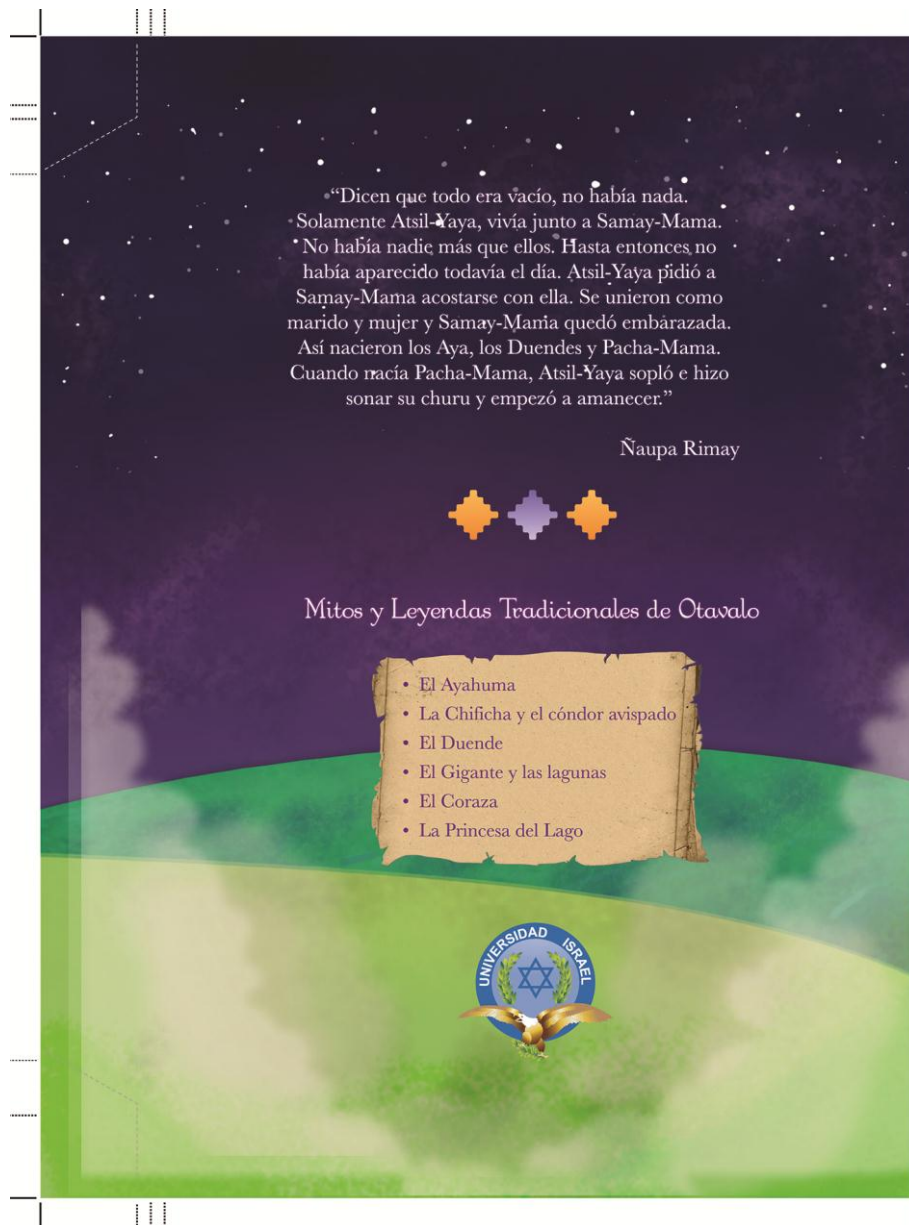 “Dicen que todo era vacío, no había nada.
Solamente Atsil-Yaya, vivía junto a Samay-Mama.
No había nadie más que ellos. Hasta entonces no
había aparecido todavía el día. Atsil-Yaya pidió a
Samay-Mama acostarse con ella. Se unieron como
marido y mujer y Samay-Mama quedó embarazada.
Así nacieron los Aya, los Duendes y Pacha-Mama.
Cuando nacía Pacha-Mama, Atsil-Yaya sopló e hizo
sonar su churu y empezó a amanecer.”
Ñaupa Rimay
Mitos y Leyendas Tradicionales de Otavalo
• El Ayahuma
• La Chificha y el cóndor avispado
• El Duende
• El Gigante y las lagunas
• El Coraza
• La Princesa del Lago
UNIVERSIDAD ISRAEL